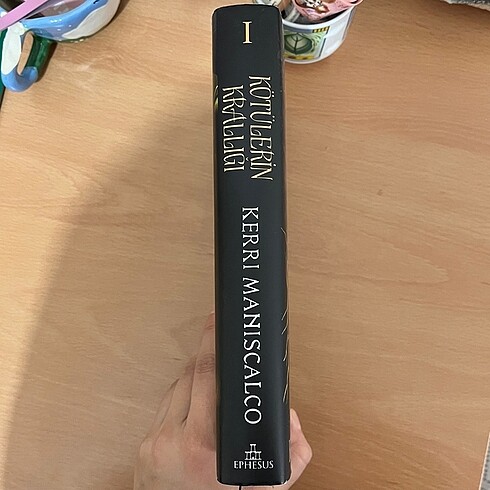 I
KÖTÜLERİN
KRALLIĞI
KERRI MANISCALCO
EPHESUS